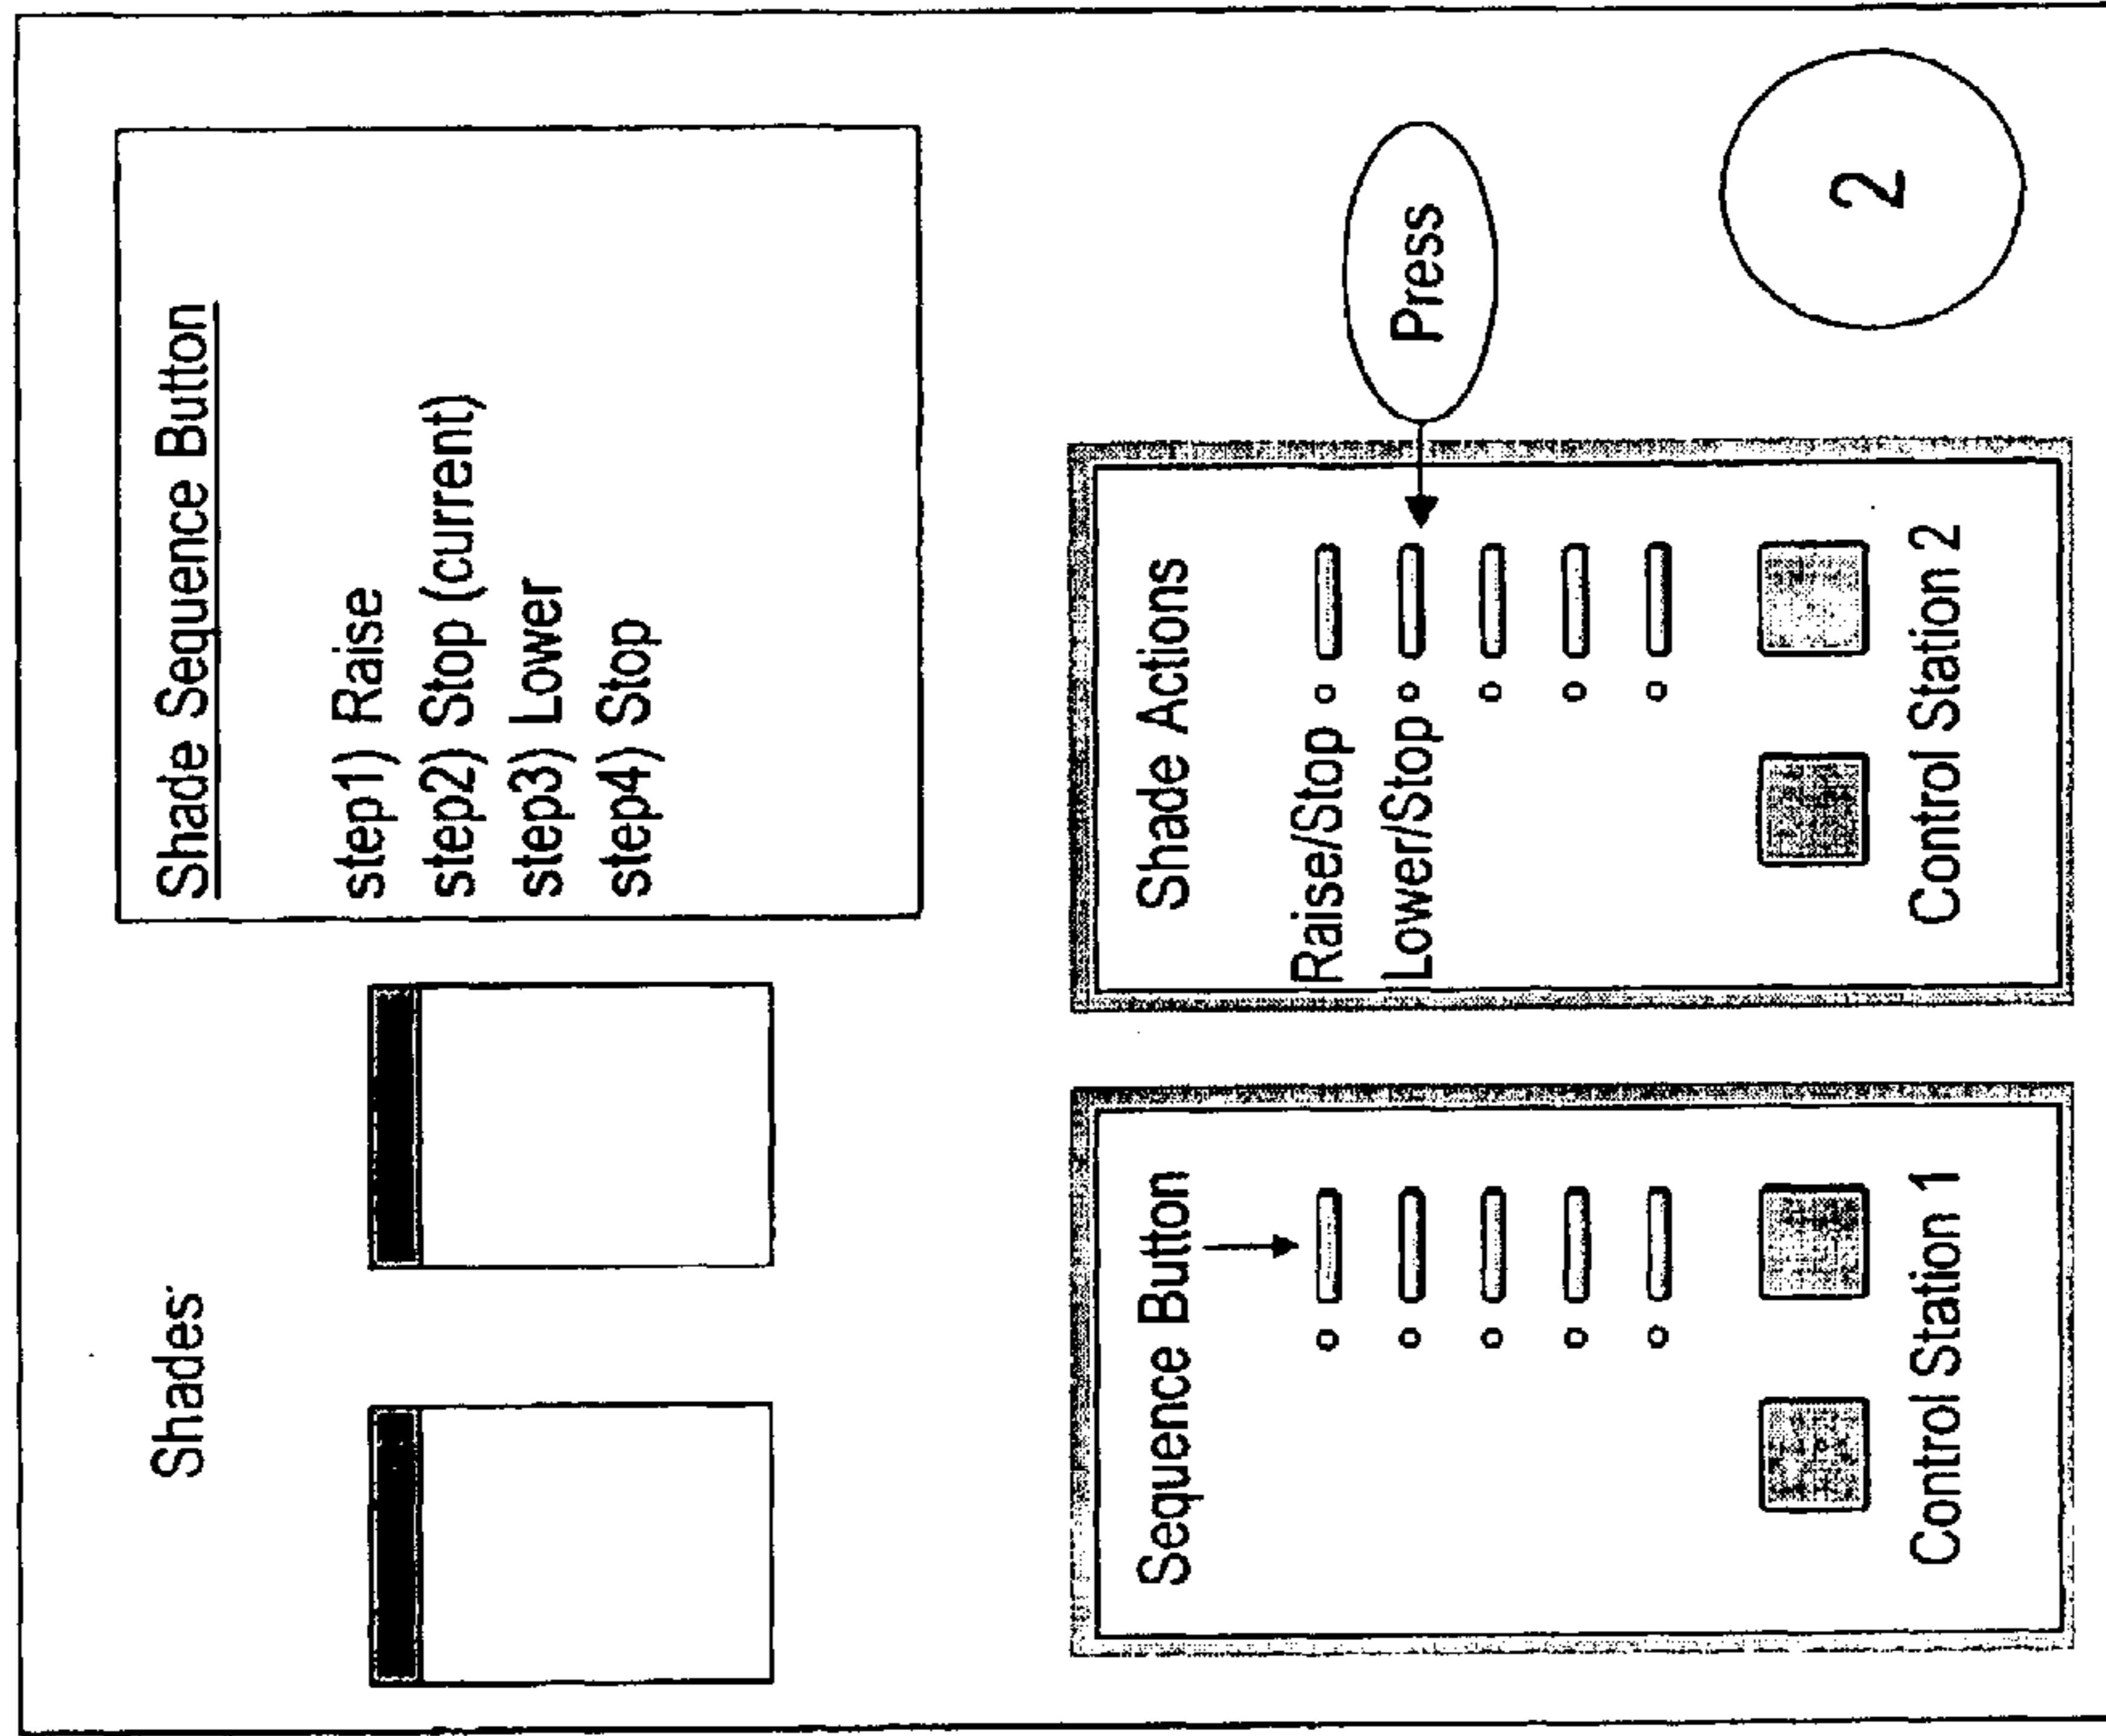 Shades
Shade Sequence Button
step1) Raise
step2) Stop (current)
step3) Lower
step4) Stop
Sequence Button
Control Station 1
Shade Actions
Raise/Stop
Lower/Stop
Control Station 2
Press
2